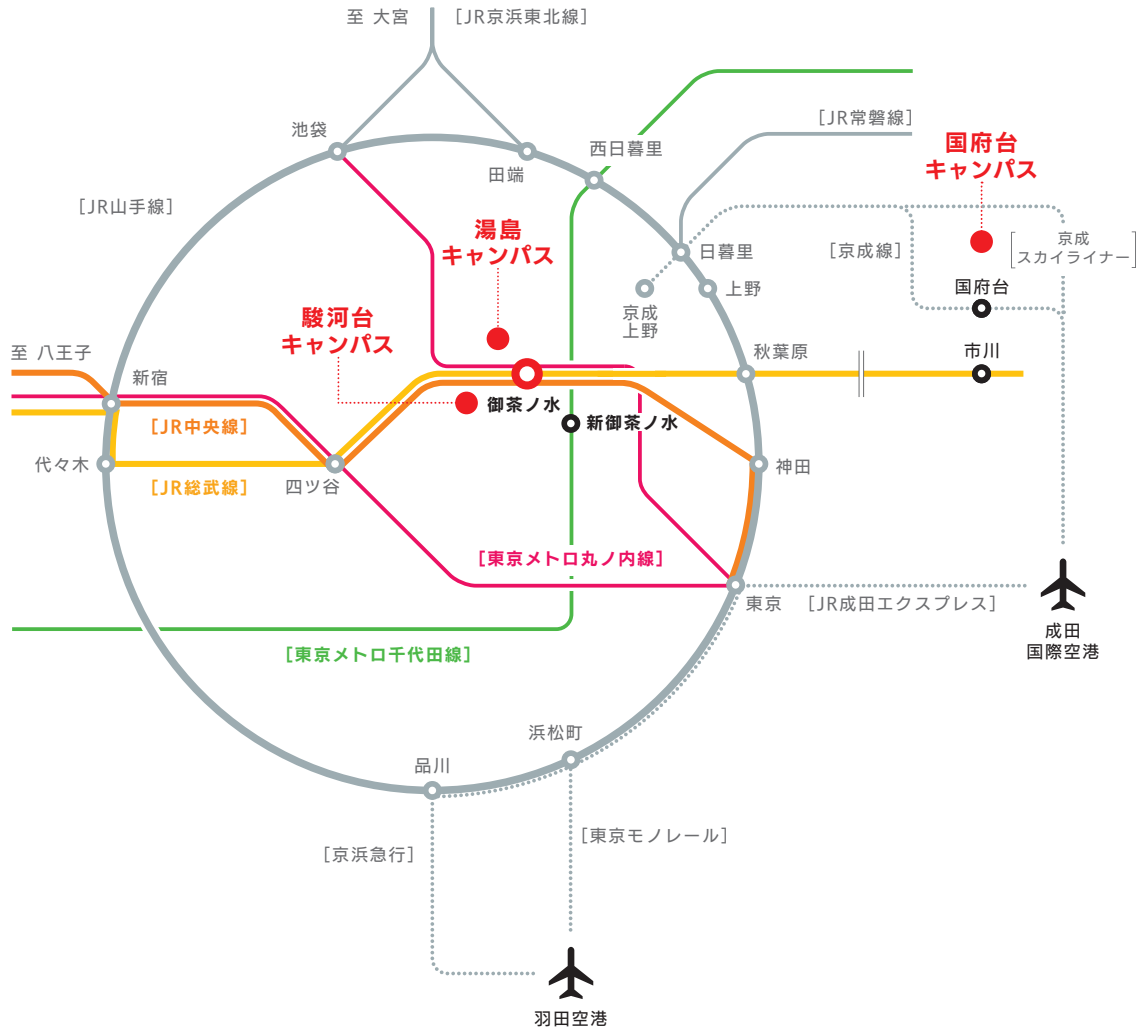 至 大宮
[JR京浜東北線]
池袋
田端
西日暮里
[JR常磐線]
国府台
キャンパス
[JR山手線]
湯島
キャンパス
日暮里
[京成線]
京成
スカイライナー
上野
京成
上野
国府台
駿河台
キャンパス
至 八王子
新宿
秋葉原
市川
御茶ノ水
新御茶ノ水
[JR中央線]
代々木
四ツ谷
神田
[JR総武線]
[東京メトロ丸ノ内線]
東京
[JR成田エクスプレス]
成田
国際空港
[東京メトロ千代田線]
浜松町
品川
[東京モノレール]
[京浜急行]
羽田空港